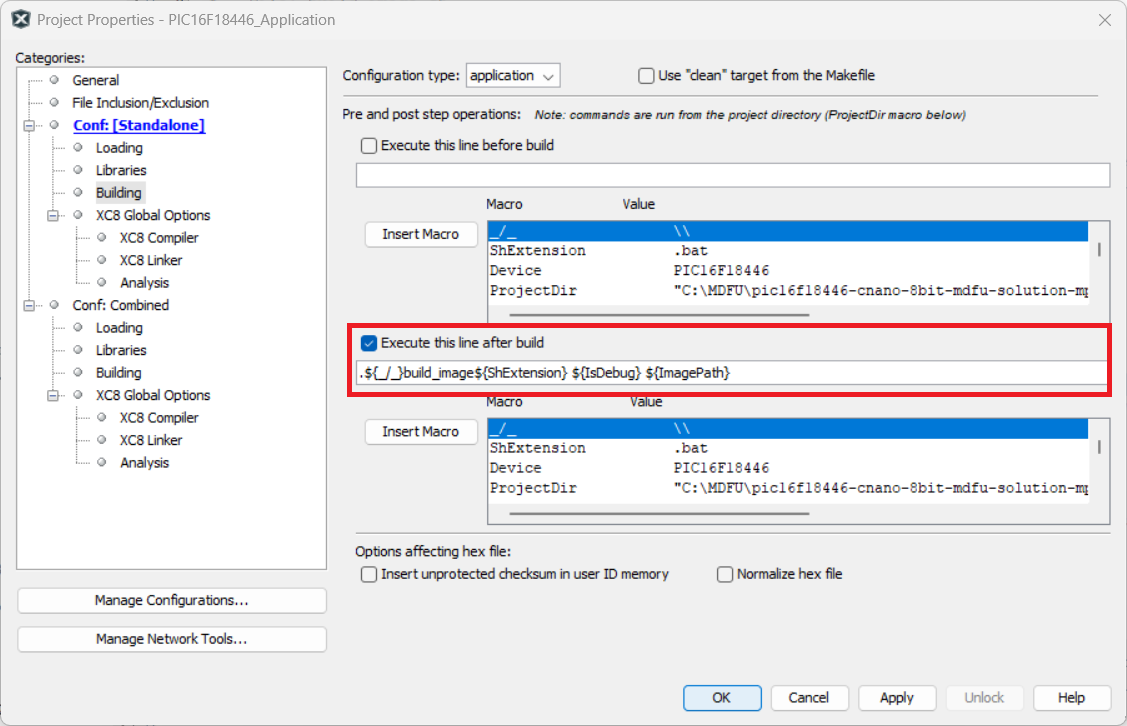 Project Properties - PIC16F18446_Application
Categories:
General
File Inclusion/Exclusion
Conf: [Standalone]
Loading
Libraries
Building
XC8 Global Options
XC8 Compiler
XC8 Linker
Analysis
Conf: Combined
Loading
Libraries
Building
XC8 Global Options
XC8 Compiler
XC8 Linker
Analysis
Manage Configurations...
Manage Network Tools...
Configuration type: application Use "clean" target from the Makefile
Pre and post step operations: Note: commands are run from the project directory (ProjectDir macro below)
Execute this line before build
Macro Value
Insert Macro
_/_ \\
ShExtension .bat
Device PIC16F18446
ProjectDir "C:\MDFU\pic16f18446-cnano-8bit-mdfu-solution-mp
Execute this line after build
.${_/_}build_image${ShExtension} ${IsDebug} ${ImagePath}
Macro Value
Insert Macro
_/_ \\
ShExtension .bat
Device PIC16F18446
ProjectDir "C:\MDFU\pic16f18446-cnano-8bit-mdfu-solution-mp
Options affecting hex file:
Insert unprotected checksum in user ID memory Normalize hex file
OK Cancel Apply Unlock Help